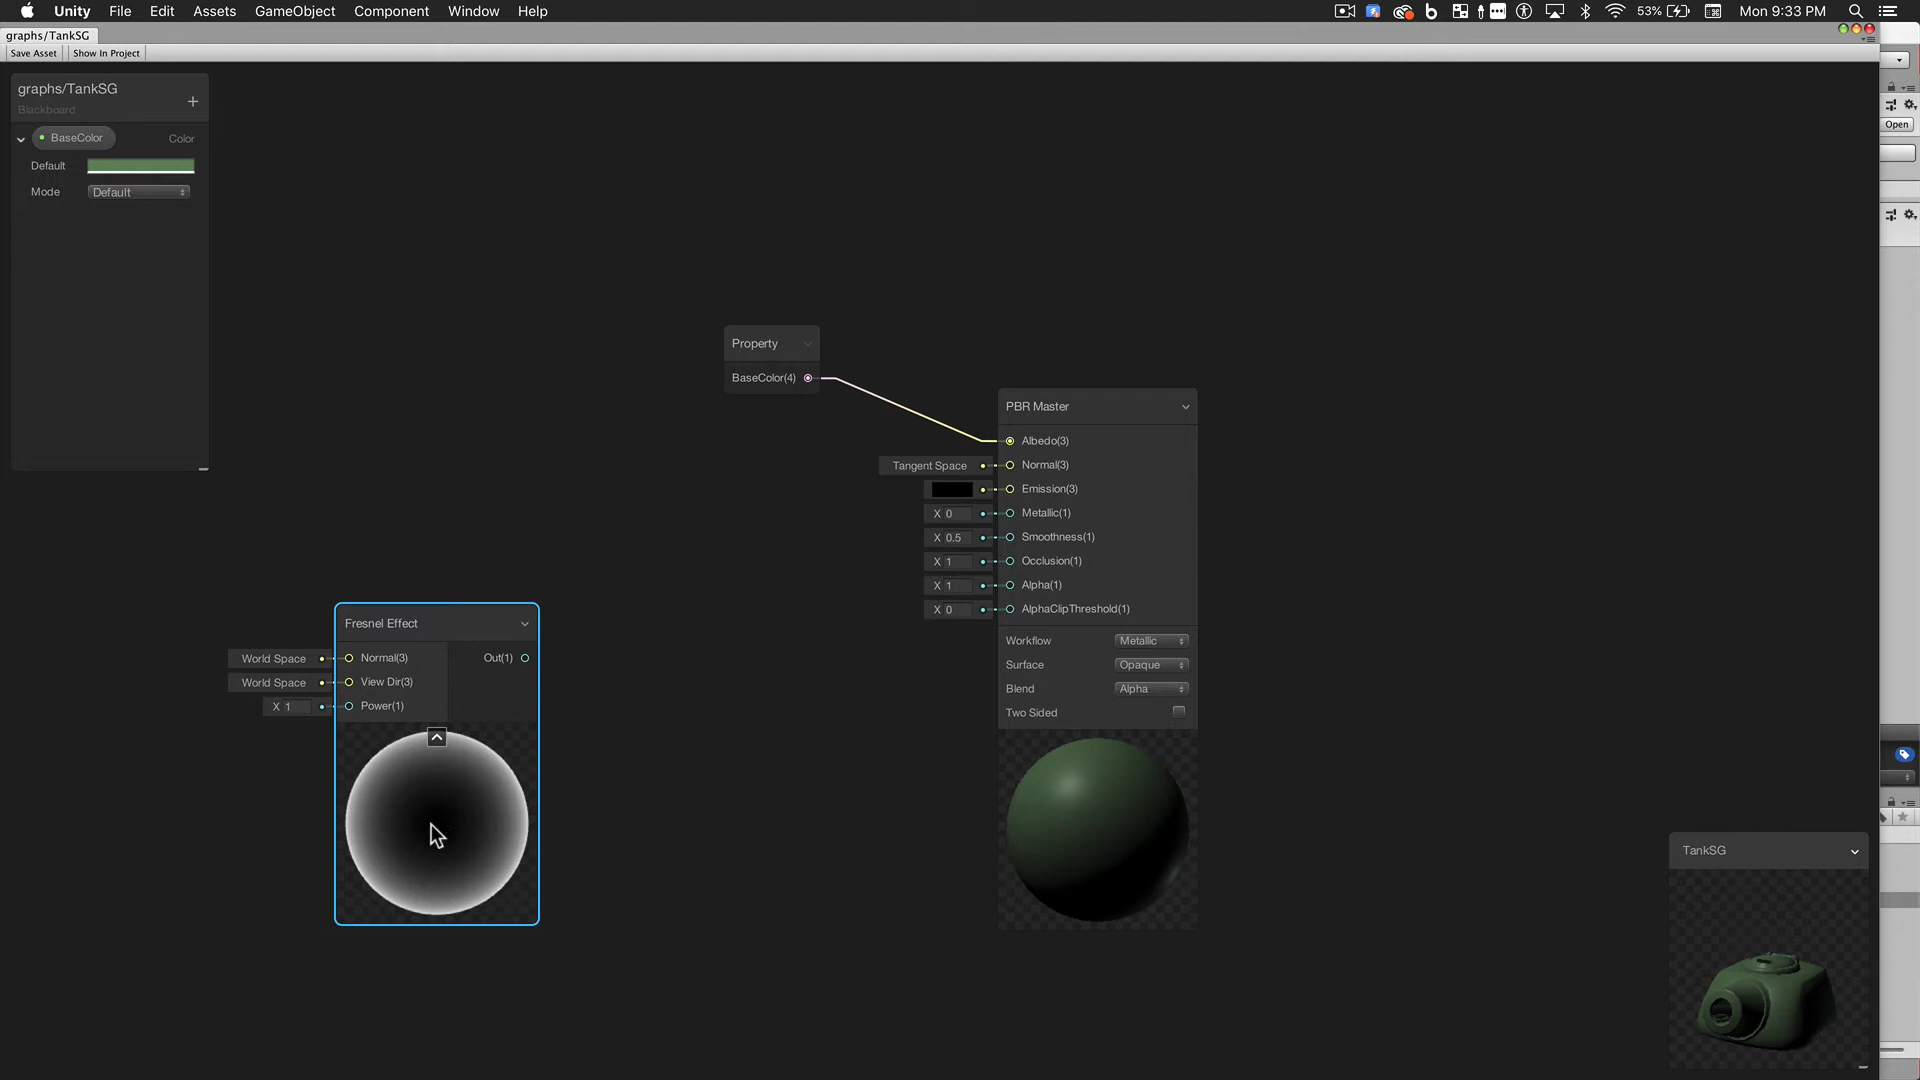 Unity File Edit Assets GameObject Component Window Help 53% Mon 9:33 PM
graphs/TankSG
Save Asset Show In Project
graphs/TankSG
Blackboard
+
BaseColor Color
Default
Mode Default
Open
Property
BaseColor(4)
PBR Master
Albedo(3)
Tangent Space Normal(3)
Emission(3)
X 0 Metallic(1)
X 0.5 Smoothness(1)
X 1 Occlusion(1)
X 1 Alpha(1)
X 0 AlphaClipThreshold(1)
Workflow Metallic
Surface Opaque
Blend Alpha
Two Sided
Fresnel Effect
World Space Normal(3) Out(1)
World Space View Dir(3)
X 1 Power(1)
TankSG